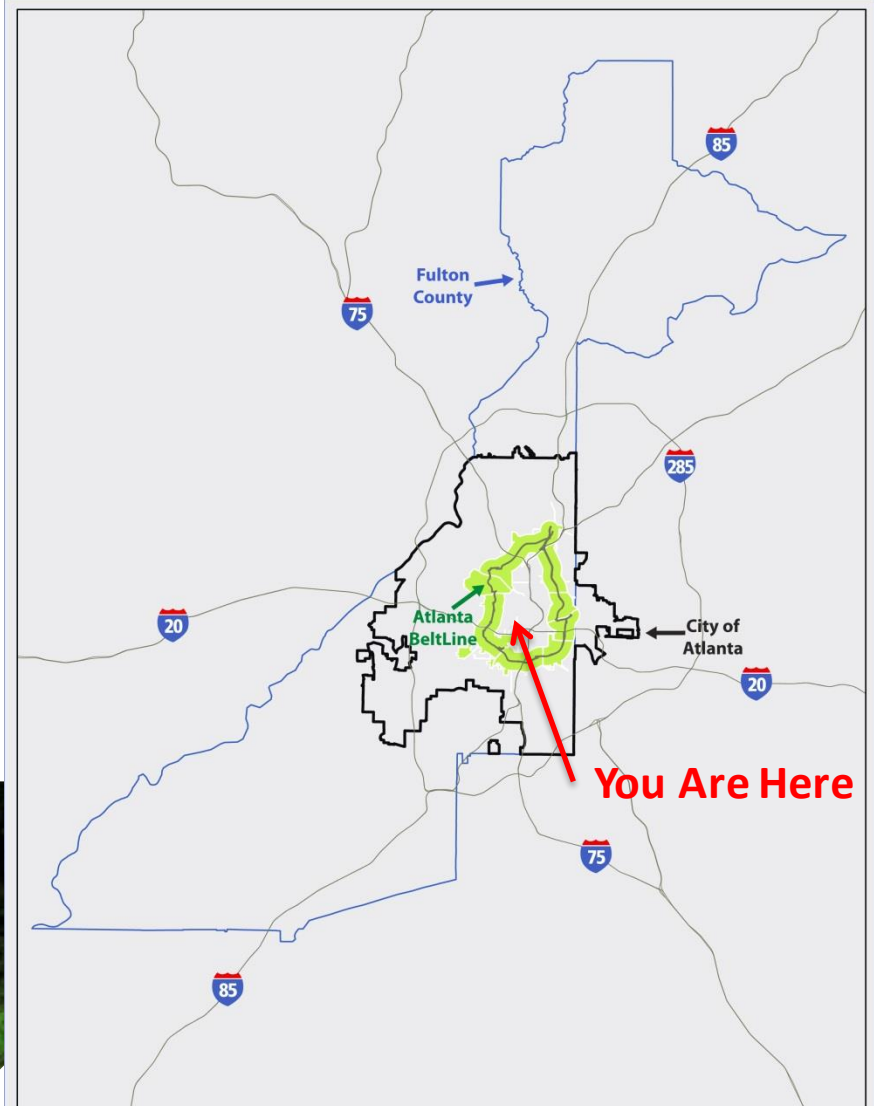 85
Fulton
County
75
285
20
Atlanta
BeltLine
City of
Atlanta
20
You Are Here
75
85